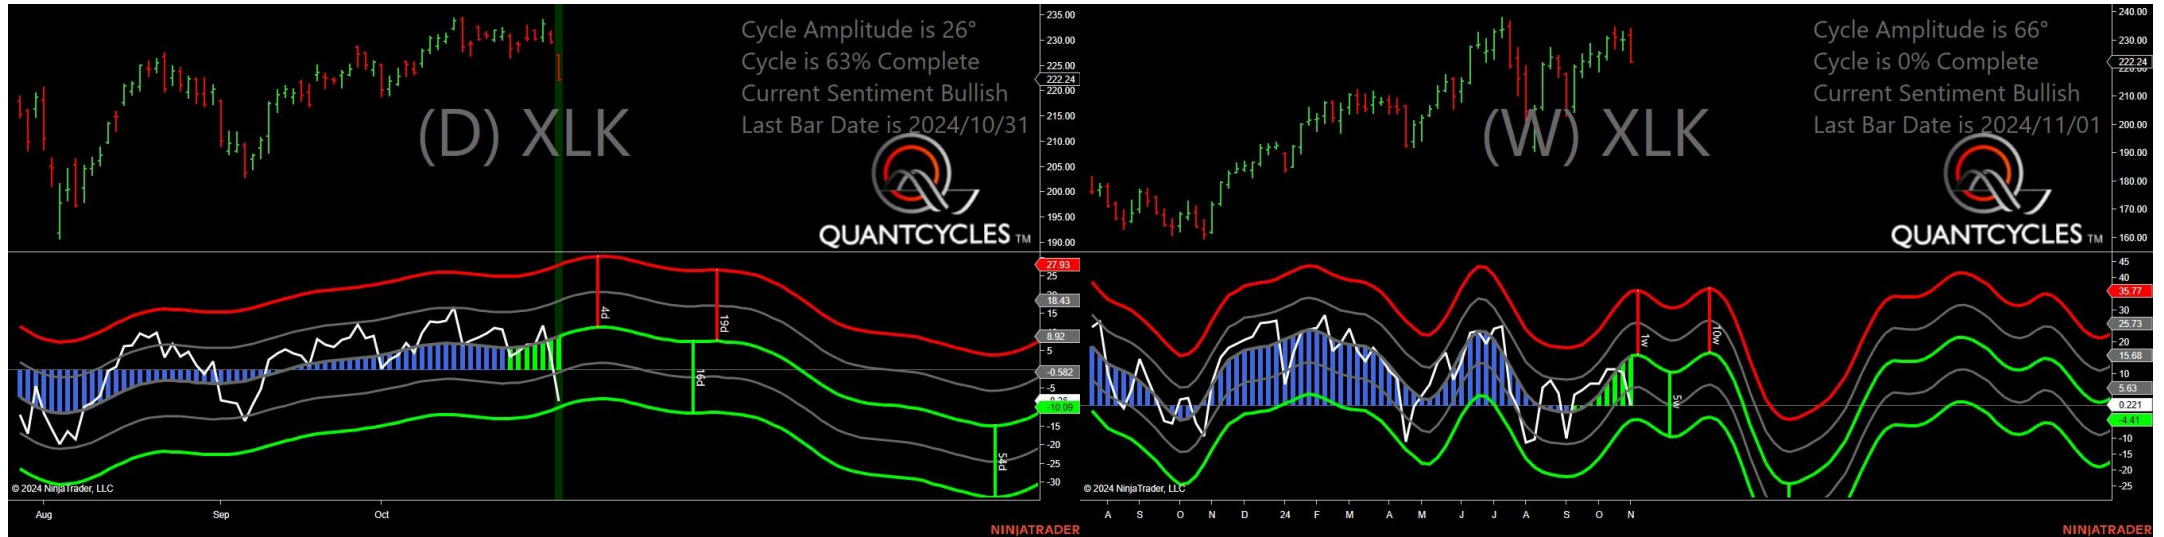 Cycle Amplitude is 26°
Cycle is 63% Complete
Current Sentiment Bullish
Last Bar Date is 2024/10/31
(D) XLK
QUANTCYCLES TM
235.00
230.00
225.00
222.24
220.00
215.00
210.00
205.00
200.00
195.00
190.00
27.93
25
18.43
8.92
5
-0.582
-5
-10.09
-15
-20
-25
-30
4d
19d
16d
54d
© 2024 NinjaTrader, LLC
Aug Sep Oct
NINJATRADER
Cycle Amplitude is 66°
Cycle is 0% Complete
Current Sentiment Bullish
Last Bar Date is 2024/11/01
(W) XLK
QUANTCYCLES TM
240.00
230.00
222.24
220.00
210.00
200.00
190.00
180.00
170.00
160.00
45
40
35.77
30
25.73
20
15.68
10
5.63
0.221
-4.41
-10
-15
-20
-25
1w
10w
5w
© 2024 NinjaTrader, LLC
A S O N D 24 F M A M J J A S O N
NINJATRADER